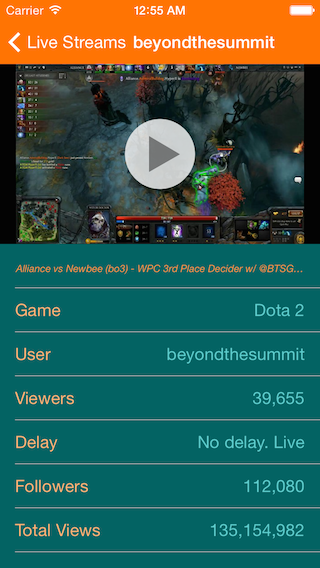 Carrier 12:55 AM
Live Streams beyondthesummit
Alliance vs Newbee (bo3) - WPC 3rd Place Decider w/ @BTSG...
Game Dota 2
User beyondthesummit
Viewers 39,655
Delay No delay. Live
Followers 112,080
Total Views 135,154,982